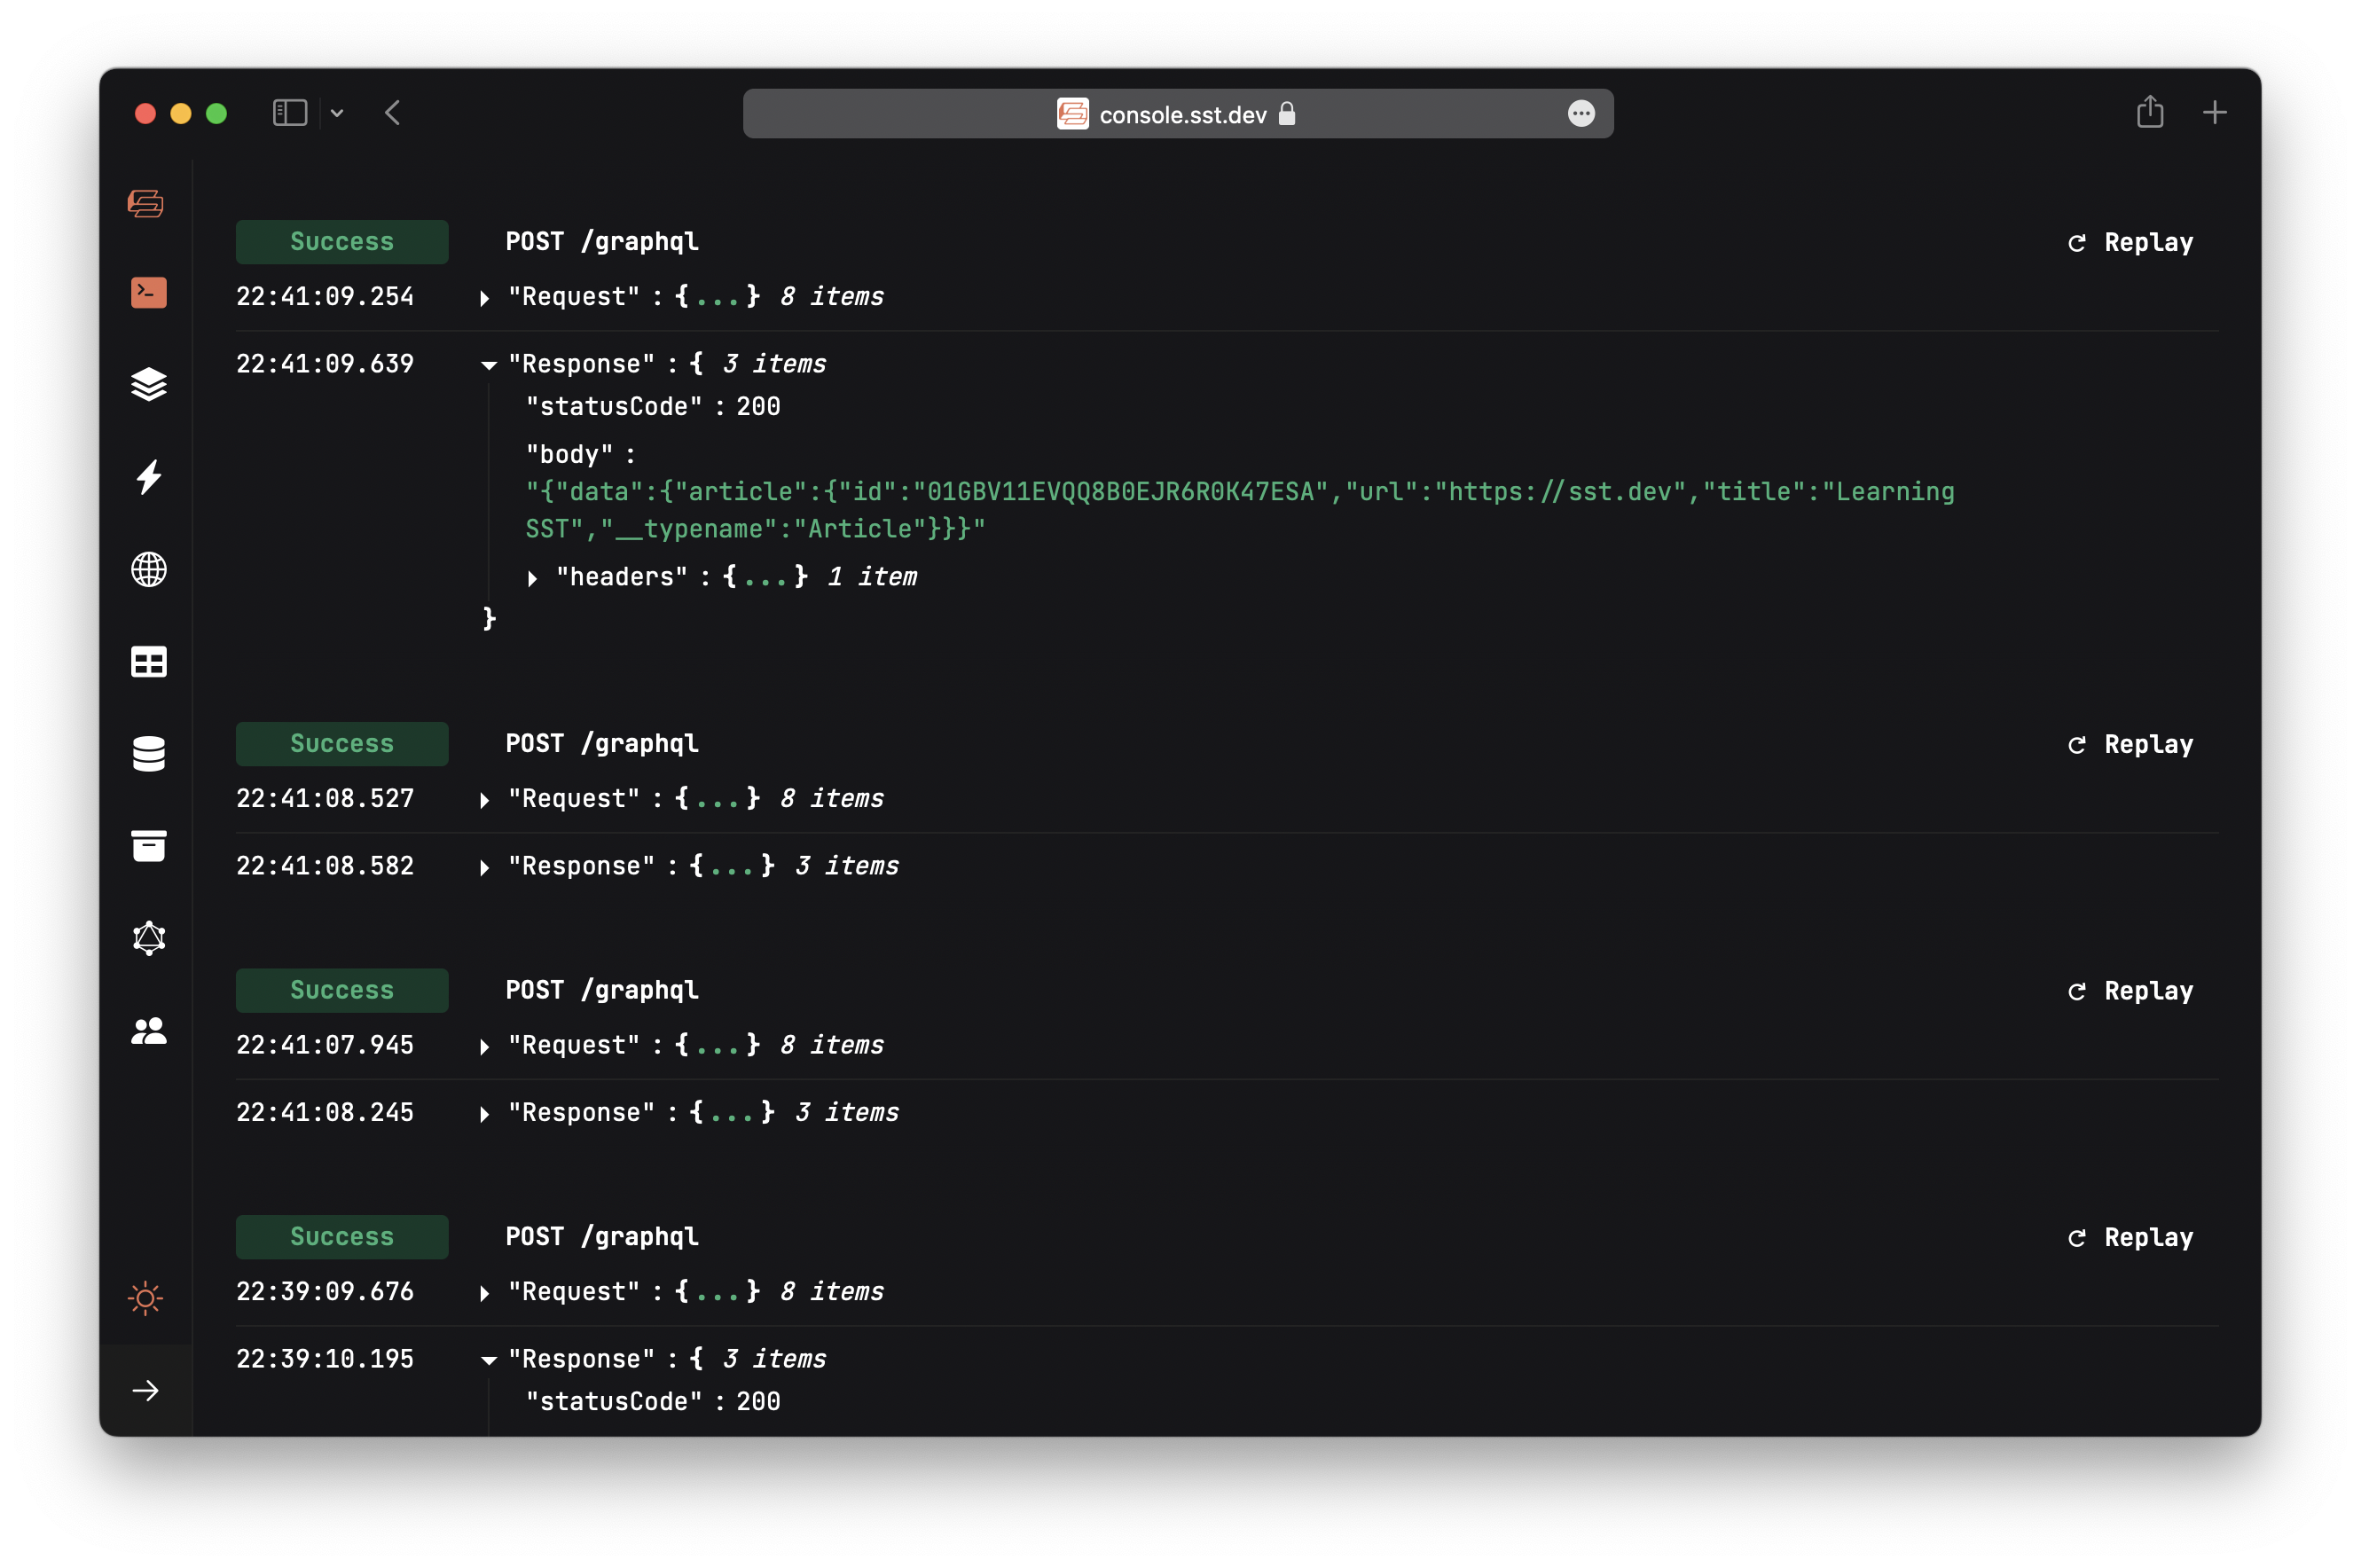 console.sst.dev
Success POST /graphql Replay
22:41:09.254 "Request" : {...} 8 items
22:41:09.639 "Response" : { 3 items
"statusCode" : 200
"body" :
"{"data":{"article":{"id":"01GBV11EVQQ8B0EJR6R0K47ESA","url":"https://sst.dev","title":"Learning
SST","__typename":"Article"}}}"
"headers" : {...} 1 item
}
Success POST /graphql Replay
22:41:08.527 "Request" : {...} 8 items
22:41:08.582 "Response" : {...} 3 items
Success POST /graphql Replay
22:41:07.945 "Request" : {...} 8 items
22:41:08.245 "Response" : {...} 3 items
Success POST /graphql Replay
22:39:09.676 "Request" : {...} 8 items
22:39:10.195 "Response" : { 3 items
"statusCode" : 200